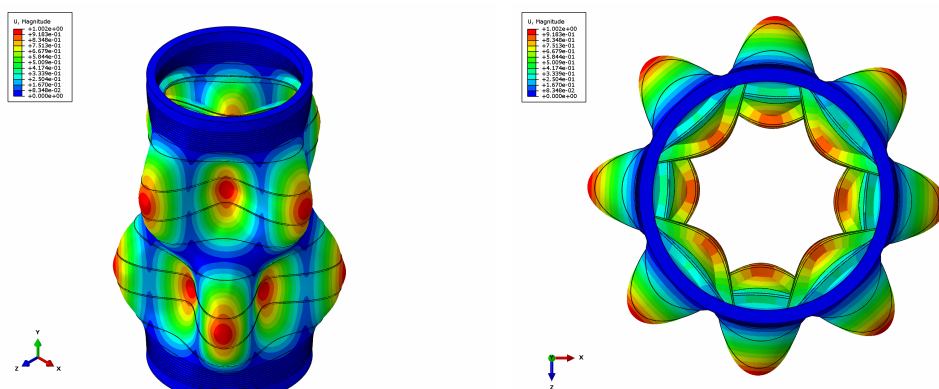 U, Magnitude
+1.002e+00
+9.183e-01
+8.348e-01
+7.513e-01
+6.679e-01
+5.844e-01
+5.009e-01
+4.174e-01
+3.339e-01
+2.504e-01
+1.670e-01
+8.348e-02
+0.000e+00
Y
Z
X
U, Magnitude
+1.002e+00
+9.183e-01
+8.348e-01
+7.513e-01
+6.679e-01
+5.844e-01
+5.009e-01
+4.174e-01
+3.339e-01
+2.504e-01
+1.670e-01
+8.348e-02
+0.000e+00
Y
X
Z